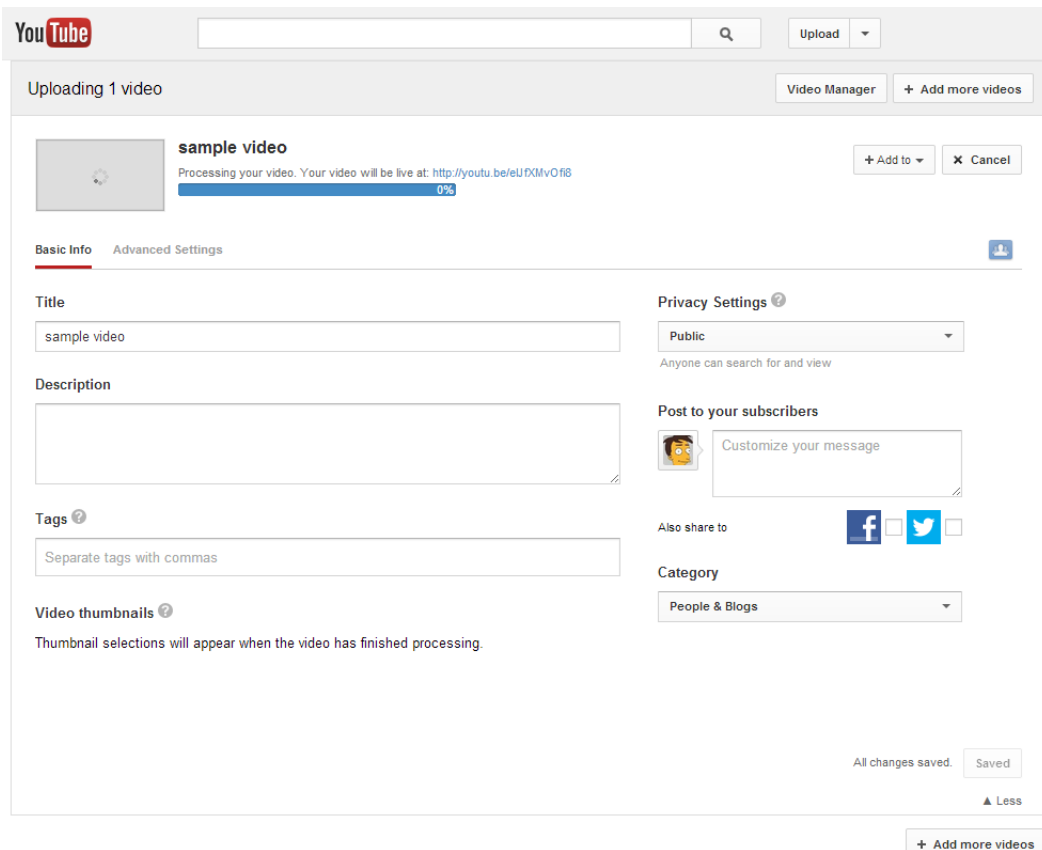 YouTube
Upload
Uploading 1 video
Video Manager
+ Add more videos
sample video
Processing your video. Your video will be live at: http://youtu.be/elJfXMvOfi8
0%
+ Add to
x Cancel
Basic Info
Advanced Settings
Title
sample video
Description
Tags ?
Separate tags with commas
Video thumbnails ?
Thumbnail selections will appear when the video has finished processing.
Privacy Settings ?
Public
Anyone can search for and view
Post to your subscribers
Customize your message
Also share to
f
Category
People & Blogs
All changes saved.
Saved
▲ Less
+ Add more videos